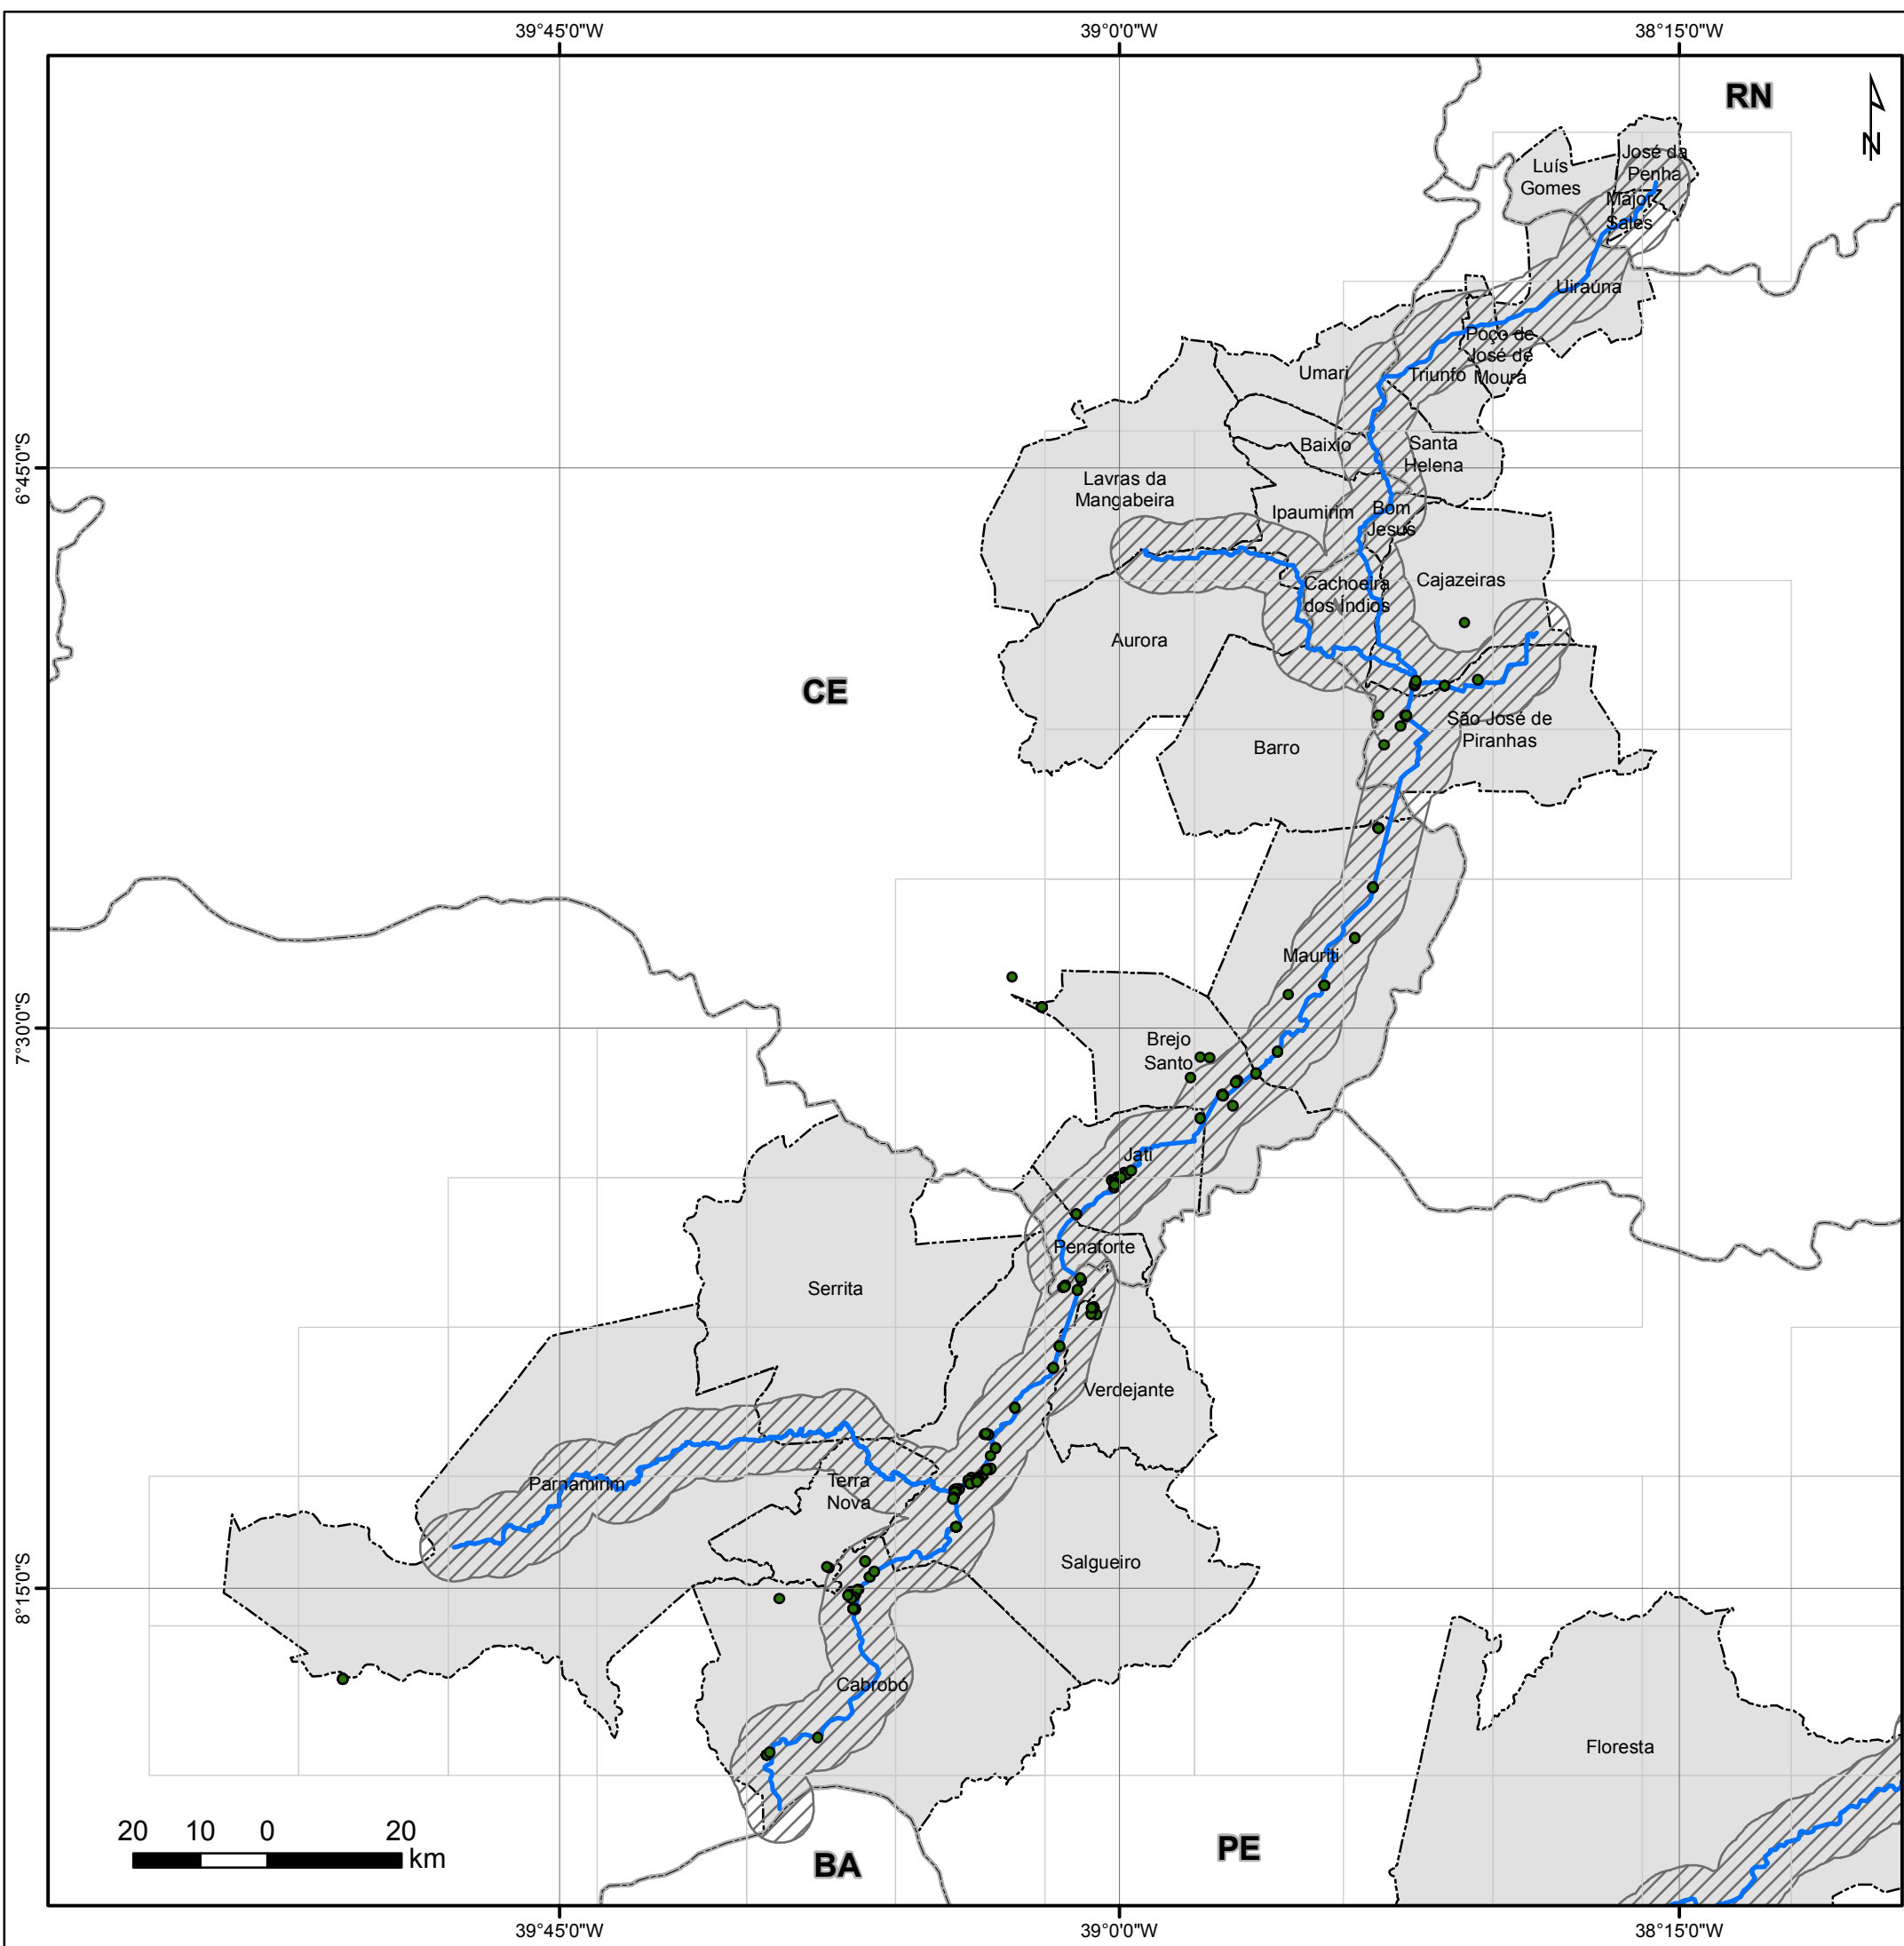 39°45'0"W
39°0'0"W
38°15'0"W
RN
N
José da
Penha
Luís
Gomes
Major
Sales
Uiraúna
Poço de
José de
Moura
Umari
Triunfo
6°45'0"S
Baixio
Santa
Helena
Lavras da
Mangabeira
Ipaumirim
Bom
Jesus
Cachoeira
dos Índios
Cajazeiras
Aurora
CE
São José de
Piranhas
Barro
Mauriti
7°30'0"S
Brejo
Santo
Jati
Penaforte
Serrita
Verdejante
Parnamirim
Terra
Nova
Salgueiro
8°15'0"S
Cabrobó
Floresta
20 10 0 20
km
BA
PE
39°45'0"W
39°0'0"W
38°15'0"W